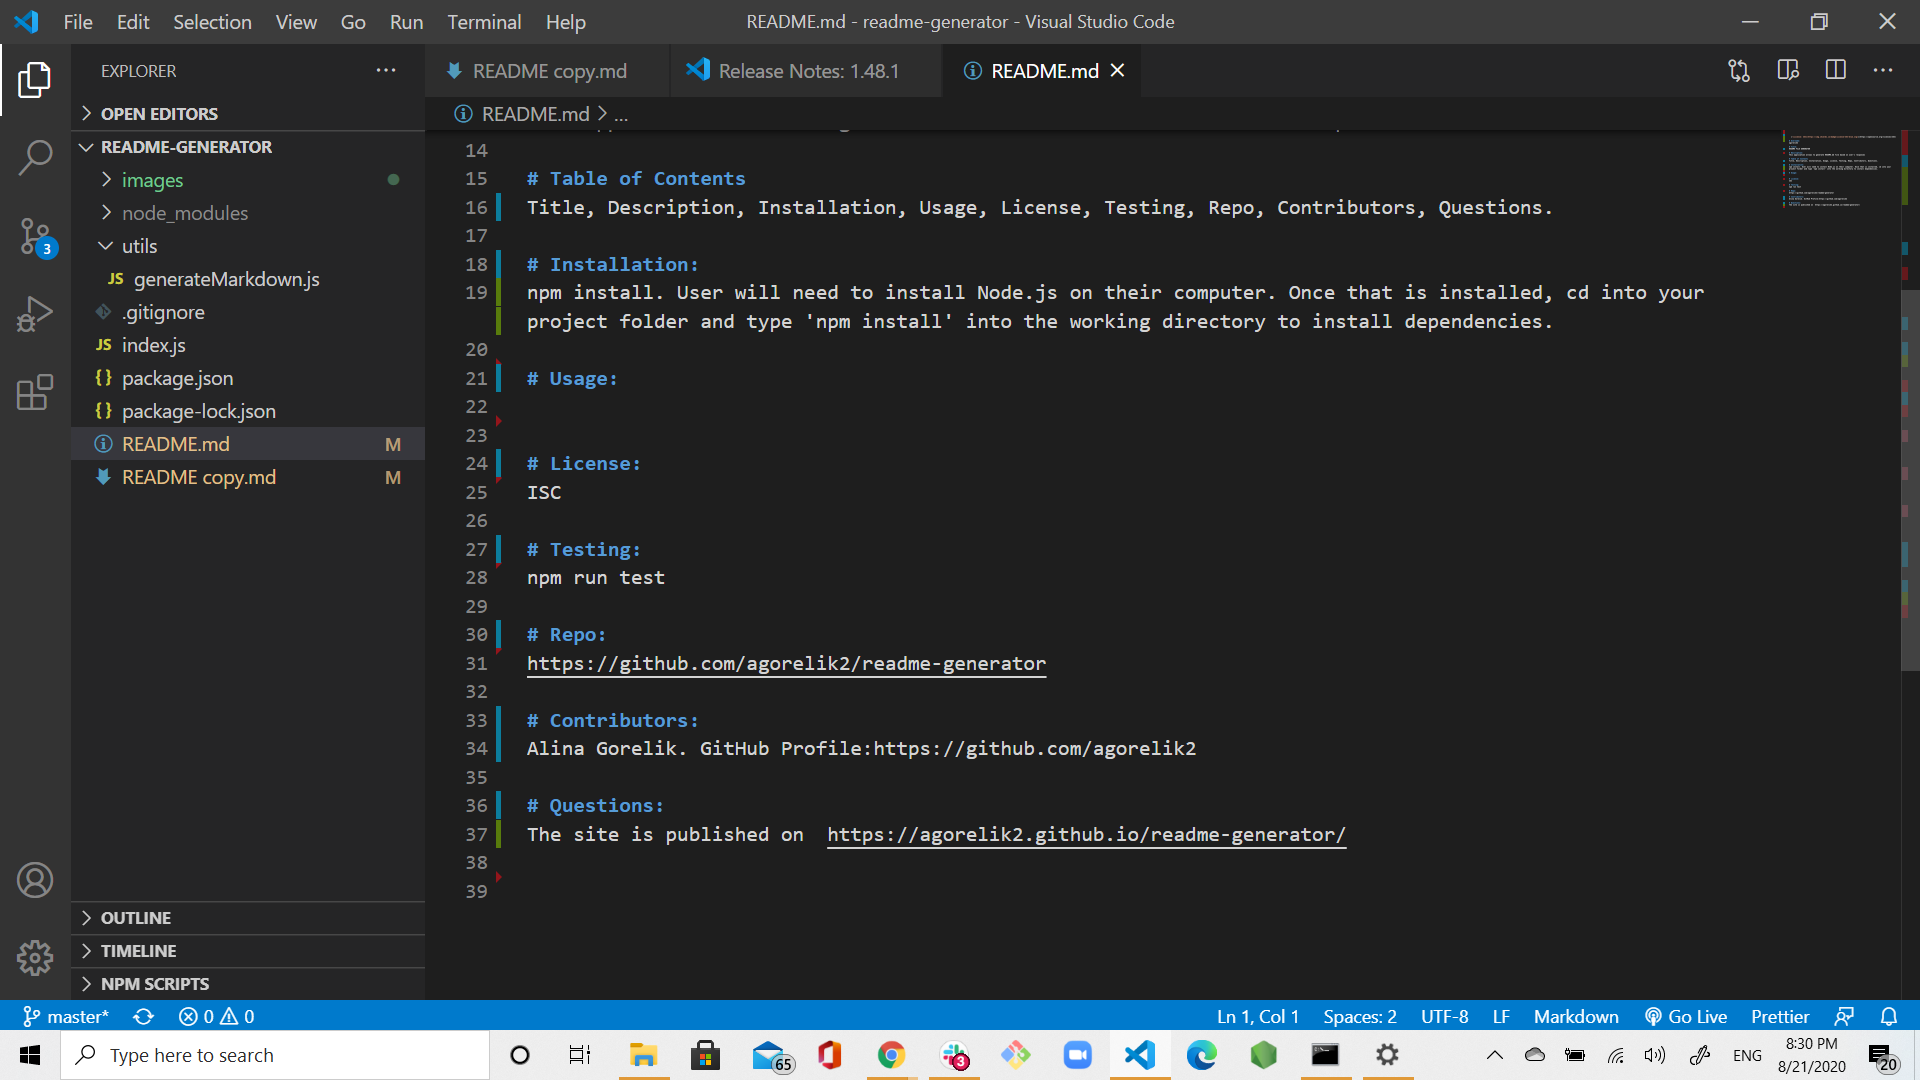 File Edit Selection View Go Run Terminal Help
README.md - readme-generator - Visual Studio Code
EXPLORER
README copy.md
Release Notes: 1.48.1
README.md
OPEN EDITORS
README.md > ...
README-GENERATOR
images
node_modules
utils
JS generateMarkdown.js
.gitignore
JS index.js
{} package.json
{} package-lock.json
README.md M
README copy.md M
3
14
15 # Table of Contents
16 Title, Description, Installation, Usage, License, Testing, Repo, Contributors, Questions.
17
18 # Installation:
19 npm install. User will need to install Node.js on their computer. Once that is installed, cd into your
project folder and type 'npm install' into the working directory to install dependencies.
20
21 # Usage:
22
23
24 # License:
25 ISC
26
27 # Testing:
28 npm run test
29
30 # Repo:
31 https://github.com/agorelik2/readme-generator
32
33 # Contributors:
34 Alina Gorelik. GitHub Profile:https://github.com/agorelik2
35
36 # Questions:
37 The site is published on  https://agorelik2.github.io/readme-generator/
38
39
OUTLINE
TIMELINE
NPM SCRIPTS
master* 0 0
Ln 1, Col 1 Spaces: 2 UTF-8 LF Markdown Go Live Prettier
Type here to search
65
3
ENG
8:30 PM
8/21/2020
20